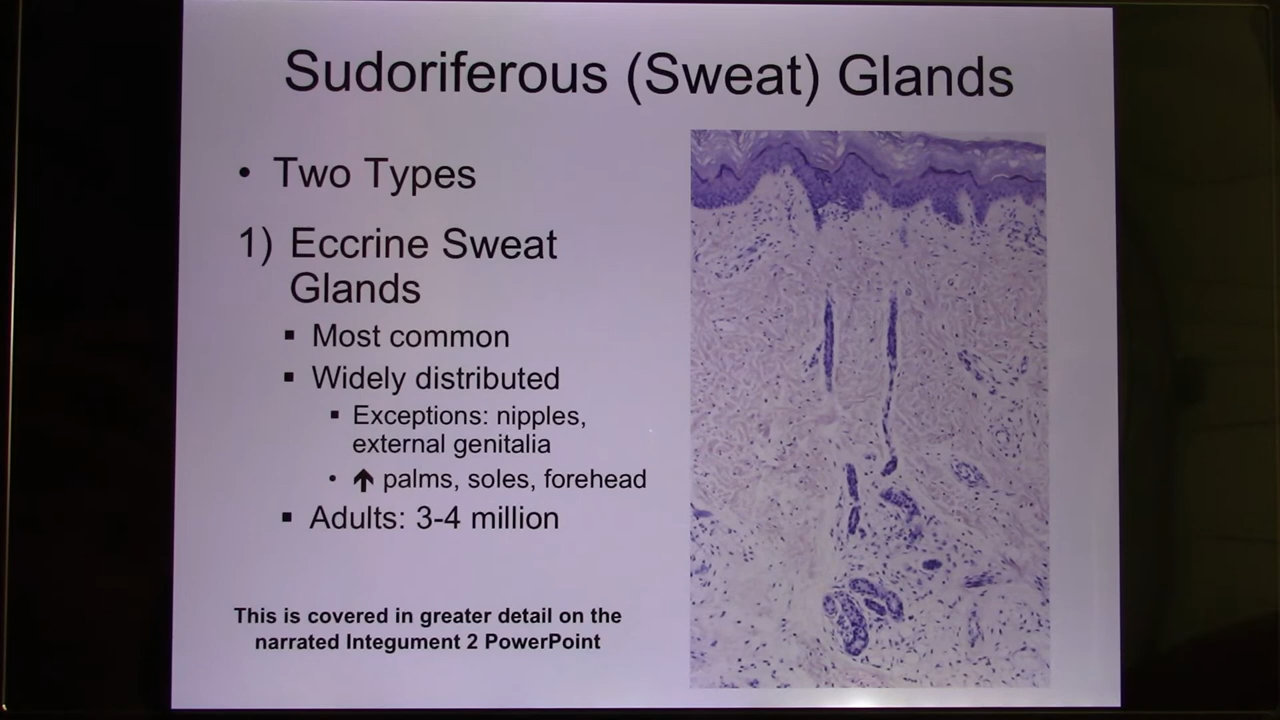 Sudoriferous (Sweat) Glands
• Two Types
1) Eccrine Sweat
Glands
▪ Most common
▪ Widely distributed
▪ Exceptions: nipples,
external genitalia
• ↑ palms, soles, forehead
▪ Adults: 3-4 million
This is covered in greater detail on the
narrated Integument 2 PowerPoint